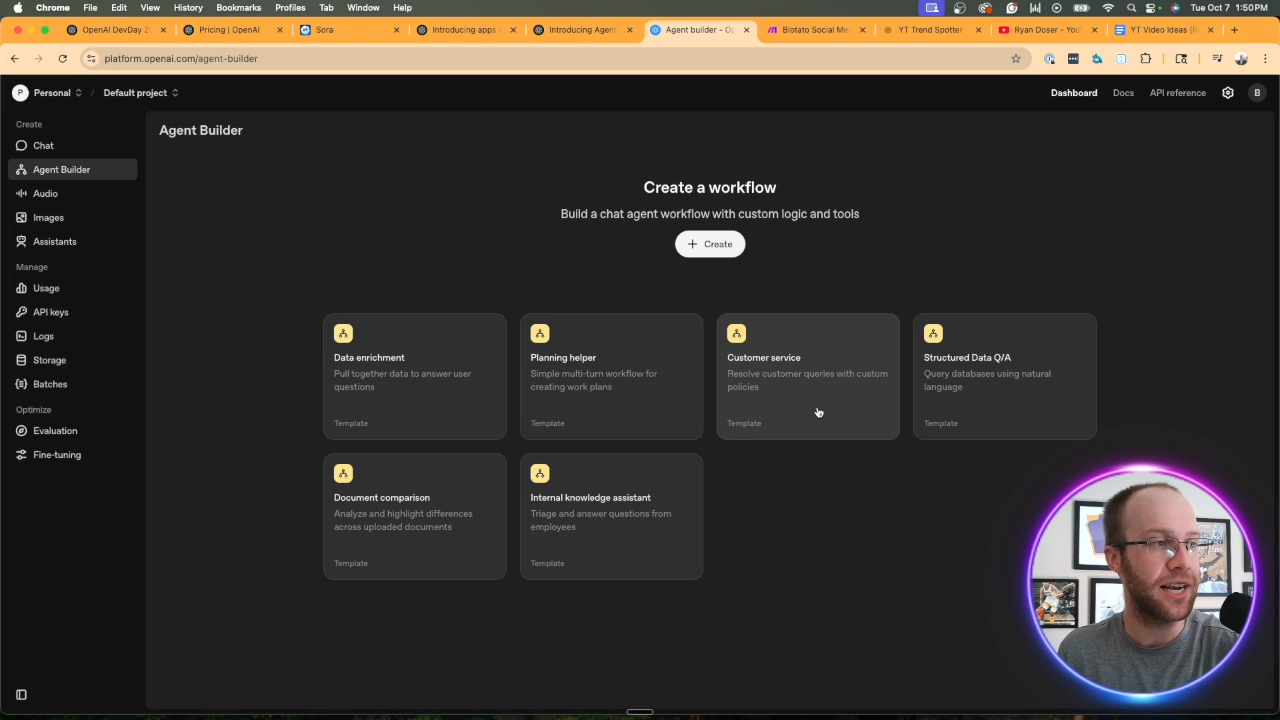 Chrome File Edit View History Bookmarks Profiles Tab Window Help Tue Oct 7 1:50 PM
OpenAI DevDay 2 Pricing | OpenAI Sora Introducing apps Introducing Agent Agent builder - Op Blotato Social Me YT Trend Spotter Ryan Doser - You YT Video Ideas (R
platform.openai.com/agent-builder
P Personal / Default project Dashboard Docs API reference B
Create
Chat
Agent Builder
Audio
Images
Assistants
Manage
Usage
API keys
Logs
Storage
Batches
Optimize
Evaluation
Fine-tuning
Agent Builder
Create a workflow
Build a chat agent workflow with custom logic and tools
+ Create
Data enrichment
Pull together data to answer user
questions
Template
Planning helper
Simple multi-turn workflow for
creating work plans
Template
Customer service
Resolve customer queries with custom
policies
Template
Structured Data Q/A
Query databases using natural
language
Template
Document comparison
Analyze and highlight differences
across uploaded documents
Template
Internal knowledge assistant
Triage and answer questions from
employees
Template